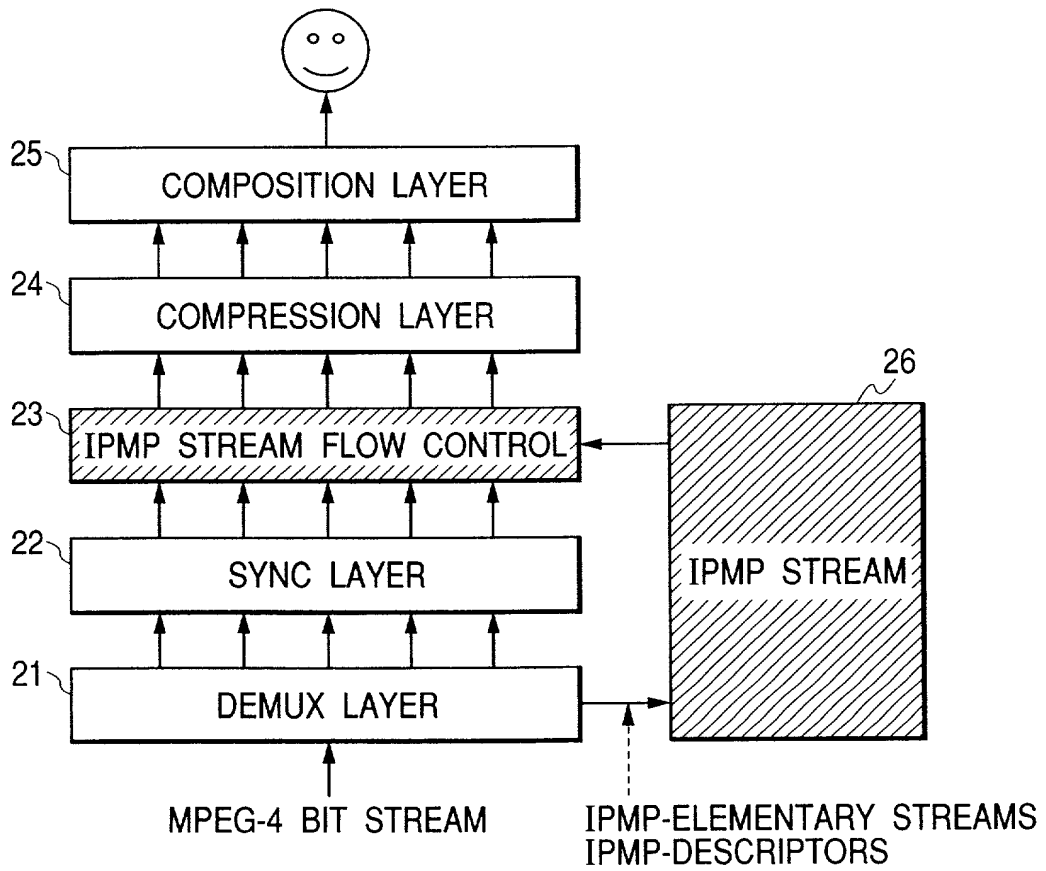 25
COMPOSITION LAYER
24
COMPRESSION LAYER
26
23
IPMP STREAM FLOW CONTROL
22
SYNC LAYER
IPMP STREAM
21
DEMUX LAYER
MPEG-4 BIT STREAM
IPMP-ELEMENTARY STREAMS
IPMP-DESCRIPTORS